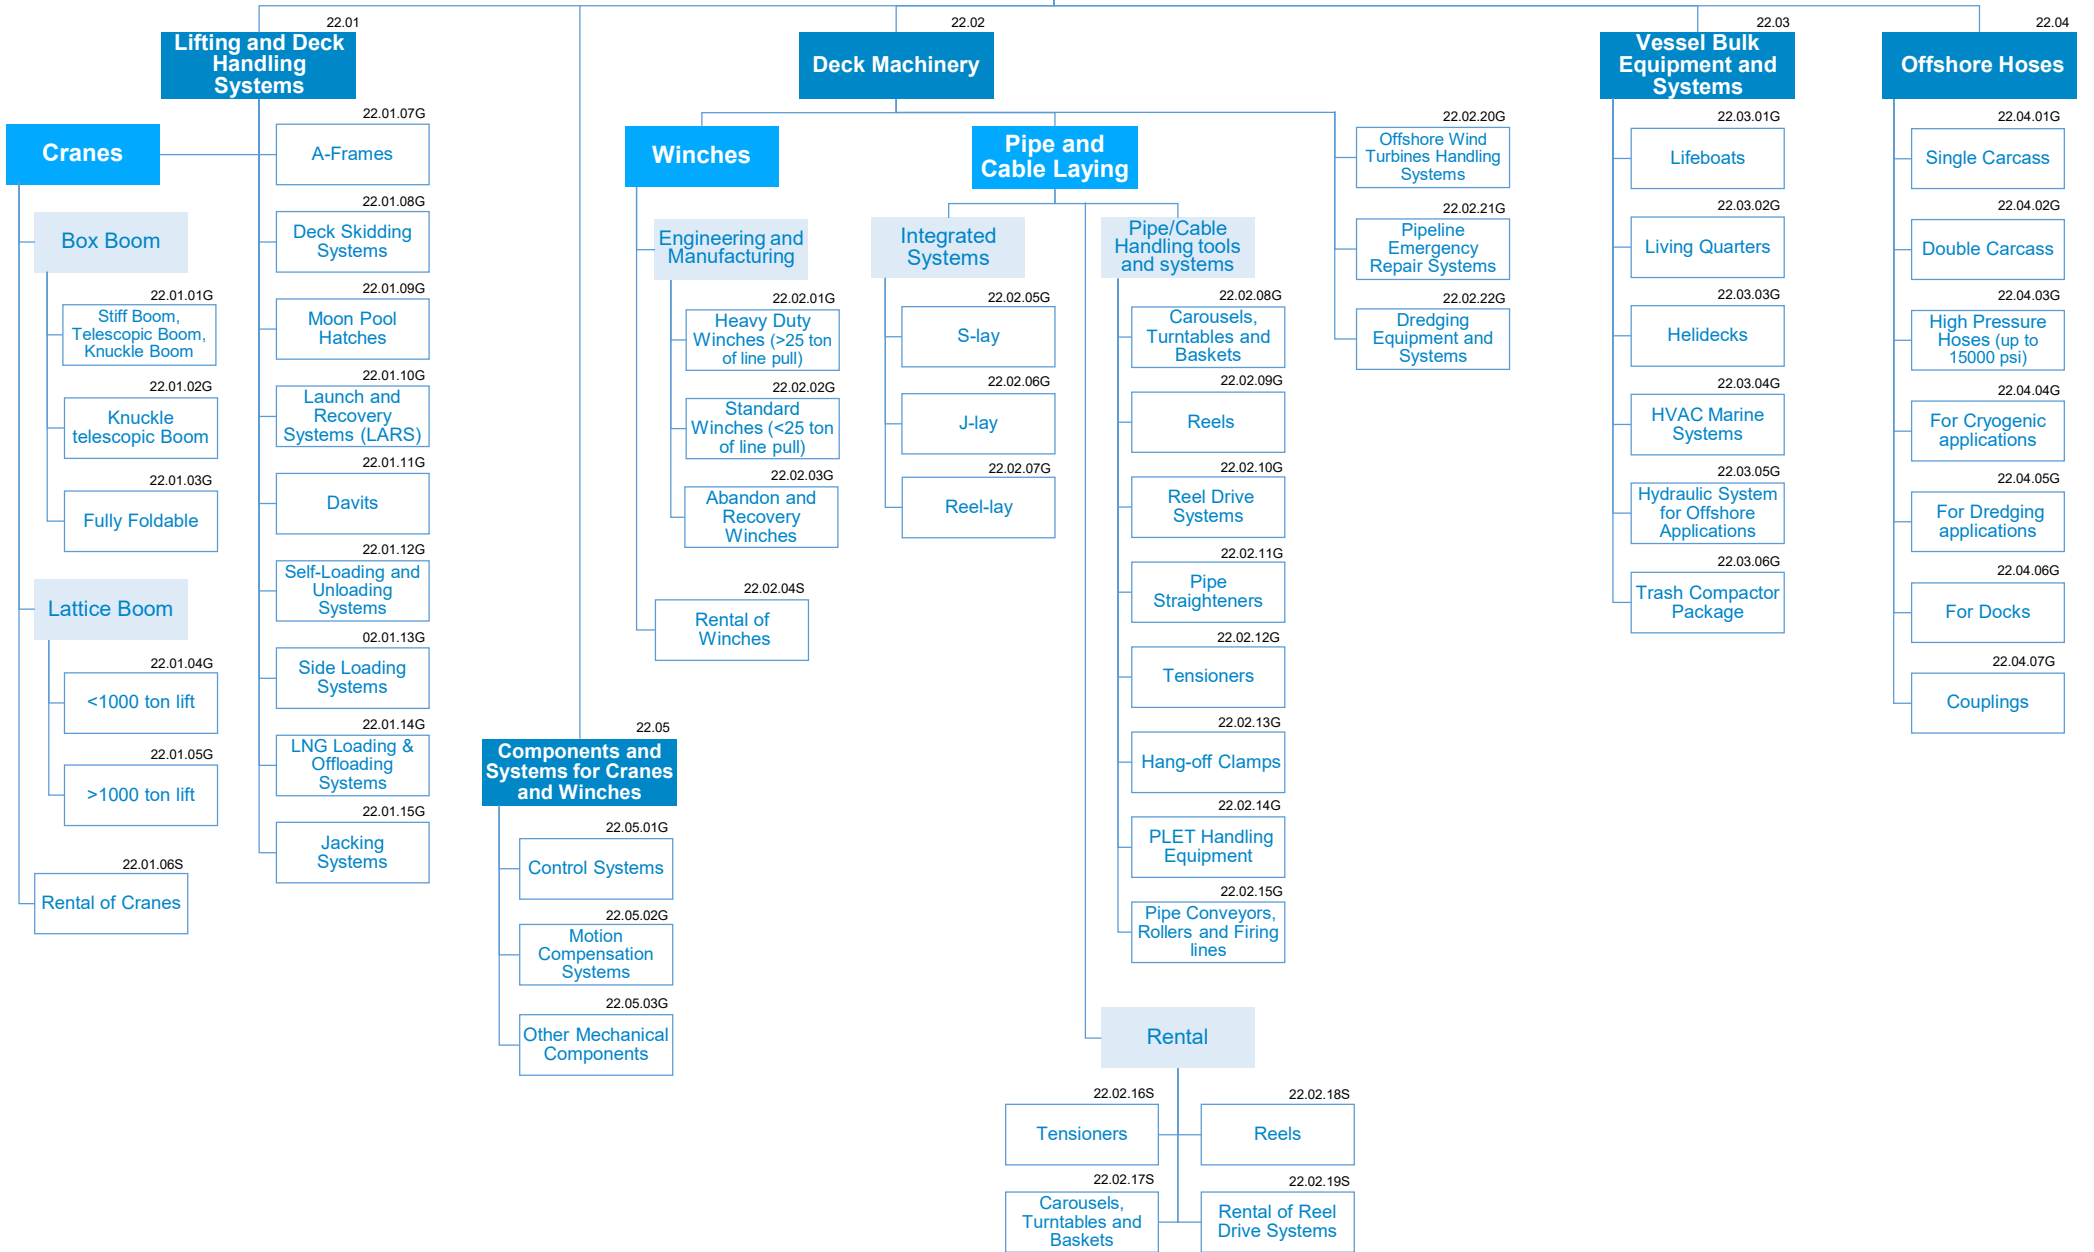 22.01
Lifting and Deck
Handling
Systems
Cranes
Box Boom
22.01.01G
Stiff Boom,
Telescopic Boom,
Knuckle Boom
22.01.02G
Knuckle
telescopic Boom
22.01.03G
Fully Foldable
Lattice Boom
22.01.04G
<1000 ton lift
22.01.05G
>1000 ton lift
22.01.06S
Rental of Cranes
22.01.07G
A-Frames
22.01.08G
Deck Skidding
Systems
22.01.09G
Moon Pool
Hatches
22.01.10G
Launch and
Recovery
Systems (LARS)
22.01.11G
Davits
22.01.12G
Self-Loading and
Unloading
Systems
02.01.13G
Side Loading
Systems
22.01.14G
LNG Loading &
Offloading
Systems
22.01.15G
Jacking
Systems
22.05
Components and
Systems for Cranes
and Winches
22.05.01G
Control Systems
22.05.02G
Motion
Compensation
Systems
22.05.03G
Other Mechanical
Components
22.02
Deck Machinery
Winches
Engineering and
Manufacturing
22.02.01G
Heavy Duty
Winches (>25 ton
of line pull)
22.02.02G
Standard
Winches (<25 ton
of line pull)
22.02.03G
Abandon and
Recovery
Winches
22.02.04S
Rental of
Winches
Pipe and
Cable Laying
Integrated
Systems
22.02.05G
S-lay
22.02.06G
J-lay
22.02.07G
Reel-lay
Pipe/Cable
Handling tools
and systems
22.02.08G
Carousels,
Turntables and
Baskets
22.02.09G
Reels
22.02.10G
Reel Drive
Systems
22.02.11G
Pipe
Straighteners
22.02.12G
Tensioners
22.02.13G
Hang-off Clamps
22.02.14G
PLET Handling
Equipment
22.02.15G
Pipe Conveyors,
Rollers and Firing
lines
Rental
22.02.16S
Tensioners
22.02.17S
Carousels,
Turntables and
Baskets
22.02.18S
Reels
22.02.19S
Rental of Reel
Drive Systems
22.02.20G
Offshore Wind
Turbines Handling
Systems
22.02.21G
Pipeline
Emergency
Repair Systems
22.02.22G
Dredging
Equipment and
Systems
22.03
Vessel Bulk
Equipment and
Systems
22.03.01G
Lifeboats
22.03.02G
Living Quarters
22.03.03G
Helidecks
22.03.04G
HVAC Marine
Systems
22.03.05G
Hydraulic System
for Offshore
Applications
22.03.06G
Trash Compactor
Package
22.04
Offshore Hoses
22.04.01G
Single Carcass
22.04.02G
Double Carcass
22.04.03G
High Pressure
Hoses (up to
15000 psi)
22.04.04G
For Cryogenic
applications
22.04.05G
For Dredging
applications
22.04.06G
For Docks
22.04.07G
Couplings